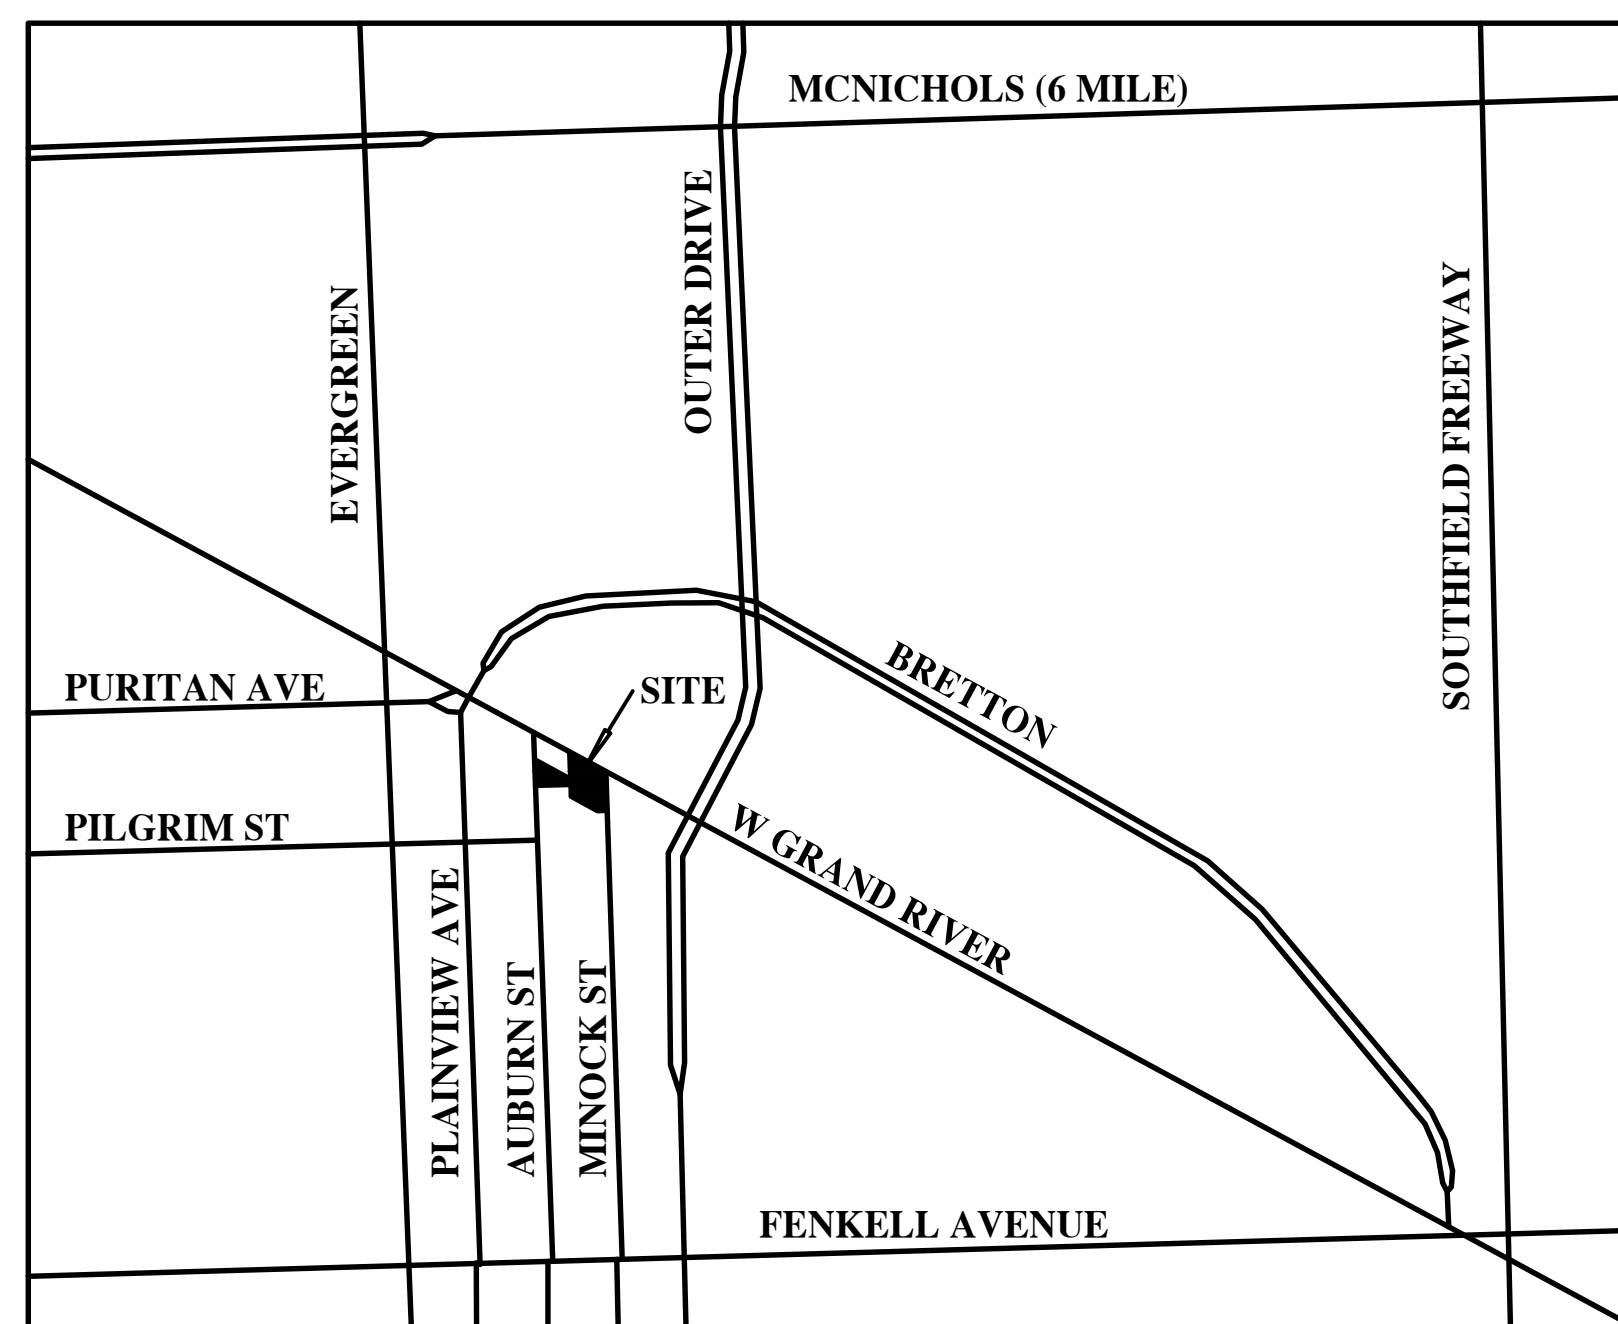 MCNICHOLS (6 MILE)
OUTER DRIVE
EVERGREEN
SOUTHFIELD FREEWAY
BRETTON
PURITAN AVE
SITE
W GRAND RIVER
PILGRIM ST
PLAINVIEW AVE
AUBURN ST
MINOCK ST
FENKELL AVENUE